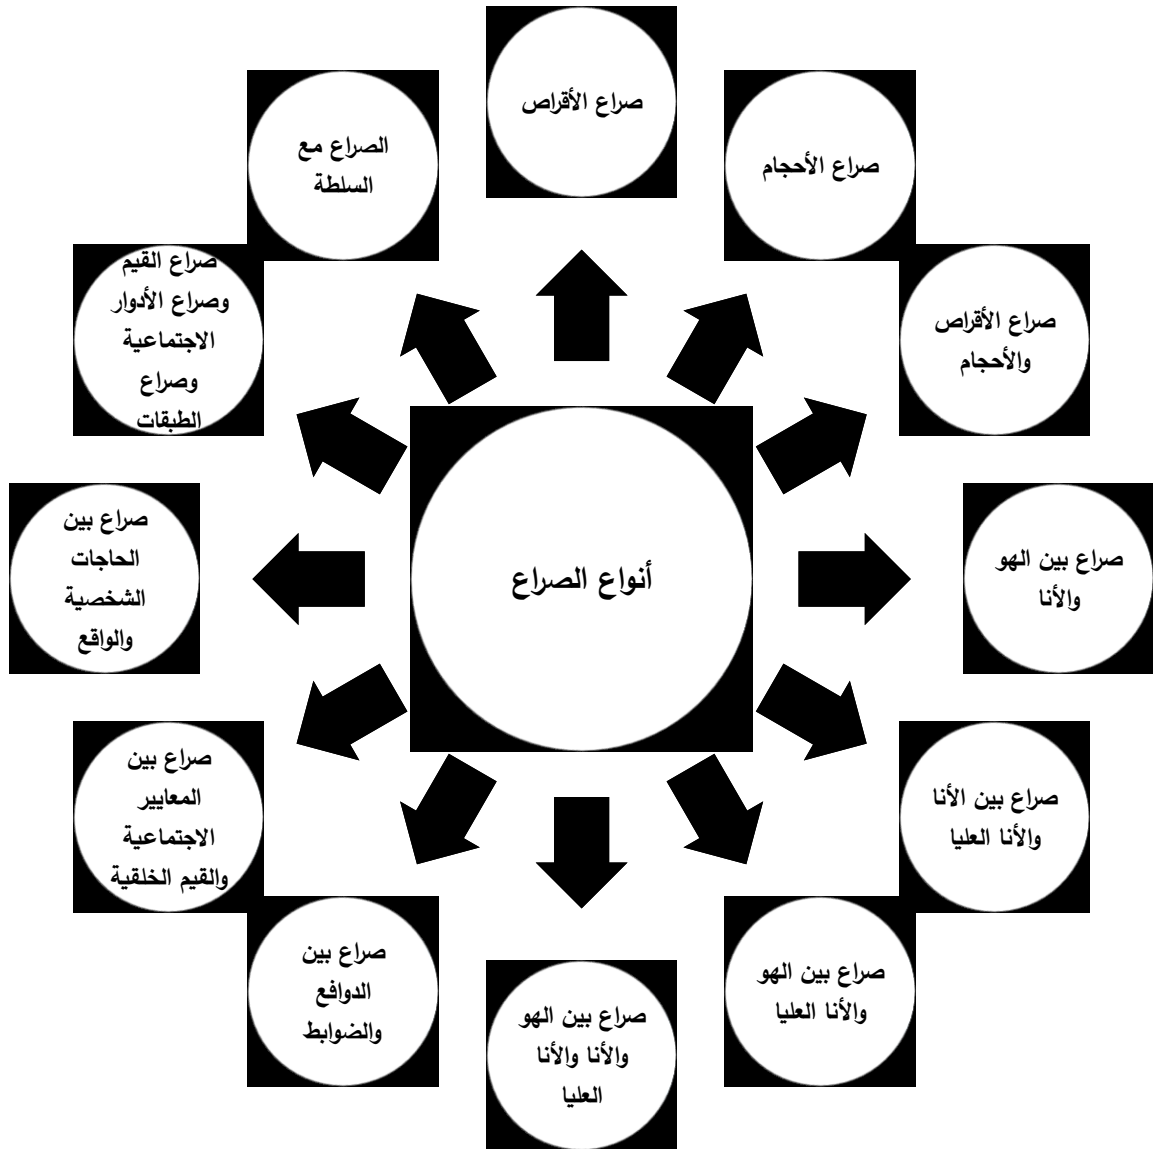 أنواع الصراع
صراع الأقراص
صراع الأحجام
صراع الأقراص
والأحجام
صراع بين الهو
والأنا
صراع بين الأنا
والأنا العليا
صراع بين الهو
والأنا العليا
صراع بين الهو
والأنا والأنا
العليا
صراع بين
الدوافع
والضوابط
صراع بين
المعايير
الاجتماعية
والقيم الخلقية
صراع بين
الحاجات
الشخصية
والواقع
صراع القيم
وصراع الأدوار
الاجتماعية
وصراع
الطبقات
الصراع مع
السلطة